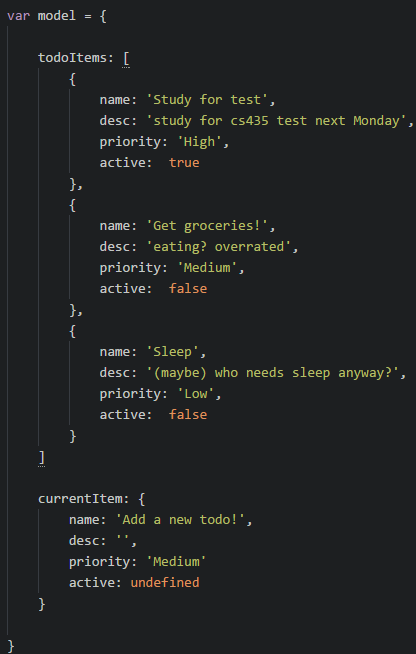 var model = {
todoItems: [
{
name: 'Study for test',
desc: 'study for cs435 test next Monday',
priority: 'High',
active:  true
},
{
name: 'Get groceries!',
desc: 'eating? overrated',
priority: 'Medium',
active:  false
},
{
name: 'Sleep',
desc: '(maybe) who needs sleep anyway?',
priority: 'Low',
active:  false
}
]
currentItem: {
name: 'Add a new todo!',
desc: '',
priority: 'Medium'
active: undefined
}
}